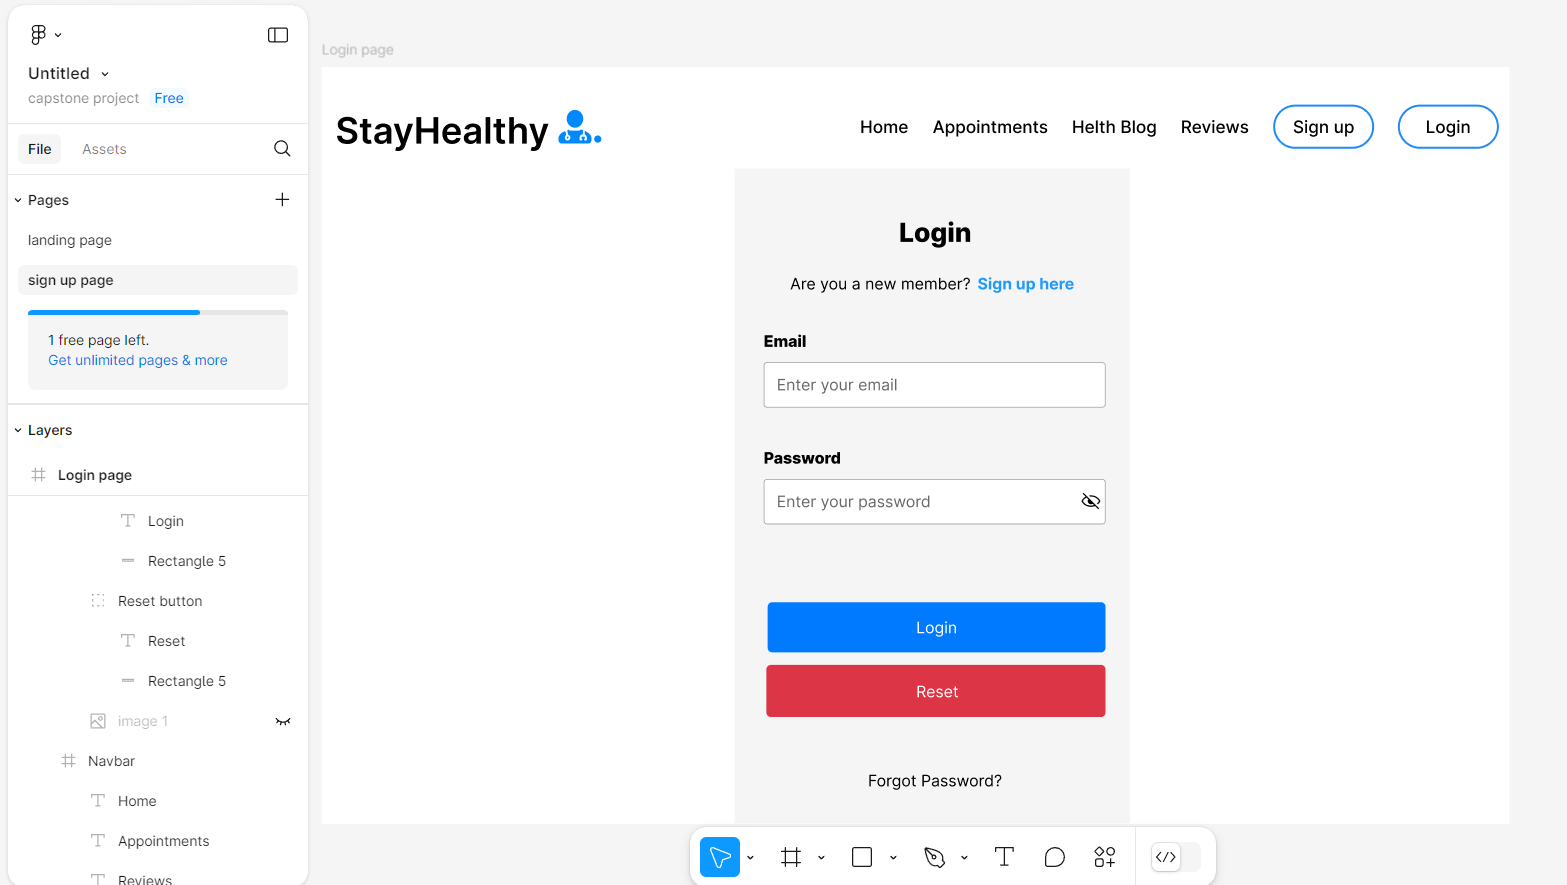 Untitled
capstone project Free
File Assets
Pages
landing page
sign up page
1 free page left.
Get unlimited pages & more
Layers
Login page
Login
Rectangle 5
Reset button
Reset
Rectangle 5
image 1
Navbar
Home
Appointments
Reviews
Login page
StayHealthy
Home Appointments Helth Blog Reviews Sign up Login
Login
Are you a new member? Sign up here
Email
Enter your email
Password
Enter your password
Login
Reset
Forgot Password?